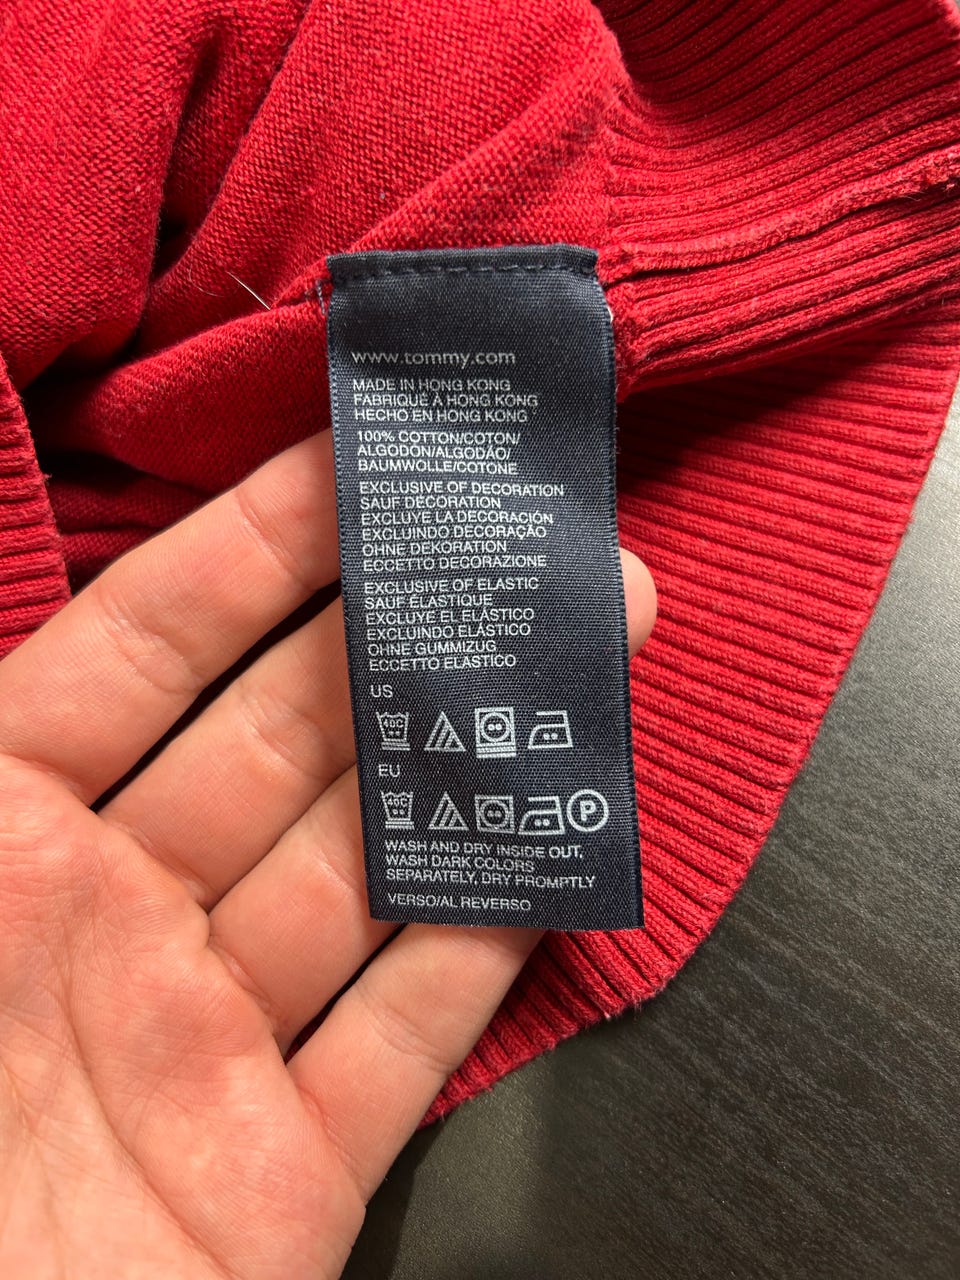 www.tommy.com
MADE IN HONG KONG
FABRIQUÉ À HONG KONG
HECHO EN HONG KONG
100% COTTON/COTON/
ALGODON/ALGODÃO/
BAUMWOLLE/COTONE
EXCLUSIVE OF DECORATION
SAUF DÉCORATION
EXCLUYE LA DECORACIÓN
EXCLUINDO DECORAÇÃO
OHNE DEKORATION
ECCETTO DECORAZIONE
EXCLUSIVE OF ELASTIC
SAUF ÉLASTIQUE
EXCLUYE EL ELÁSTICO
EXCLUINDO ELÁSTICO
OHNE GUMMIZUG
ECCETTO ELASTICO
US
40C
EU
40C P
WASH AND DRY INSIDE OUT,
WASH DARK COLORS
SEPARATELY, DRY PROMPTLY
VERSO/AL REVERSO